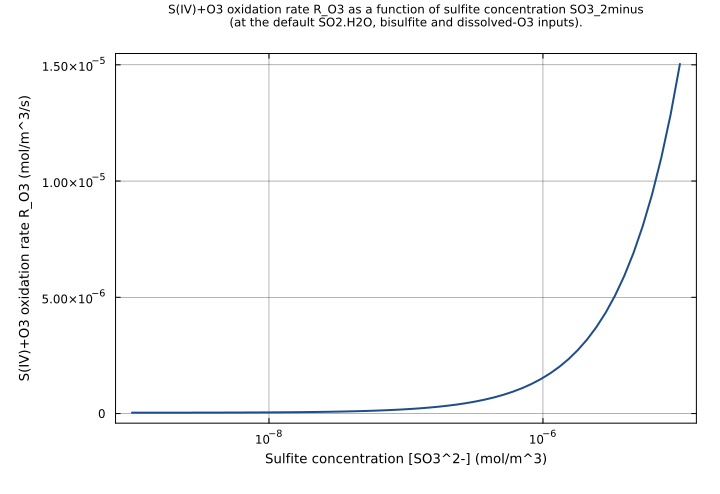 S(IV)+O3 oxidation rate R_O3 as a function of sulfite concentration SO3_2minus
(at the default SO2.H2O, bisulfite and dissolved-O3 inputs).
S(IV)+O3 oxidation rate R_O3 (mol/m^3/s)
1.50×10⁻⁵
1.00×10⁻⁵
5.00×10⁻⁶
0
10⁻⁸
10⁻⁶
Sulfite concentration [SO3^2-] (mol/m^3)